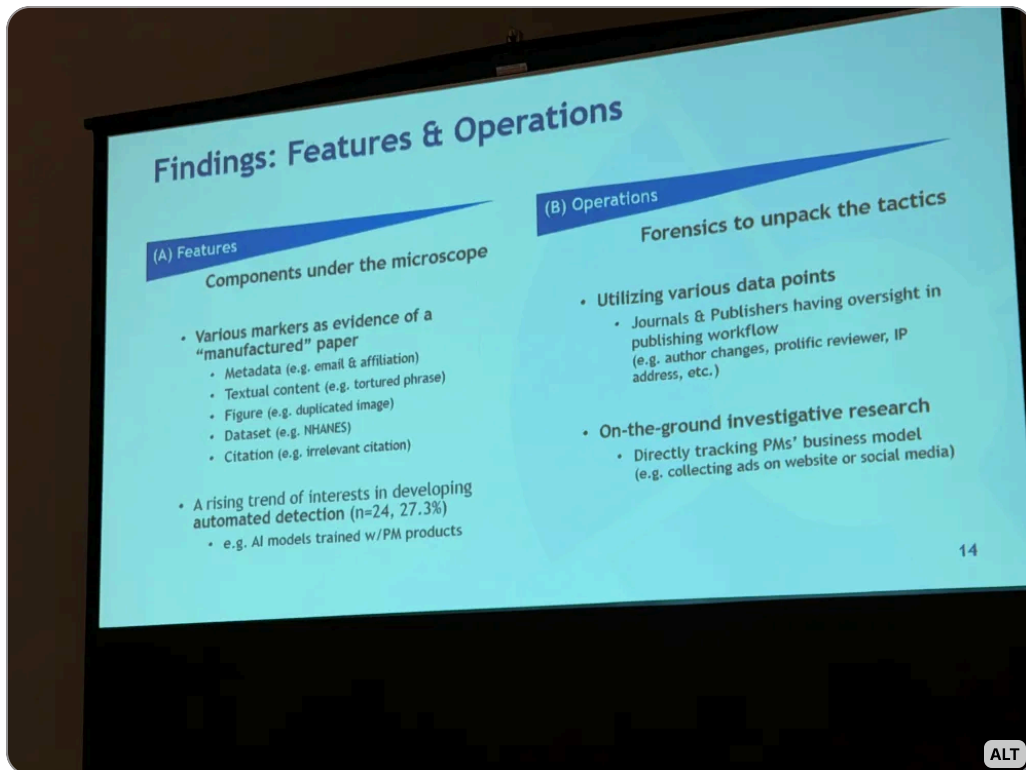 Findings: Features & Operations
(A) Features
Components under the microscope
• Various markers as evidence of a
"manufactured" paper
• Metadata (e.g. email & affiliation)
• Textual content (e.g. tortured phrase)
• Figure (e.g. duplicated image)
• Dataset (e.g. NHANES)
• Citation (e.g. irrelevant citation)
• A rising trend of interests in developing
automated detection (n=24, 27.3%)
• e.g. AI models trained w/PM products
(B) Operations
Forensics to unpack the tactics
• Utilizing various data points
• Journals & Publishers having oversight in
publishing workflow
(e.g. author changes, prolific reviewer, IP
address, etc.)
• On-the-ground investigative research
• Directly tracking PMs' business model
(e.g. collecting ads on website or social media)
14
ALT